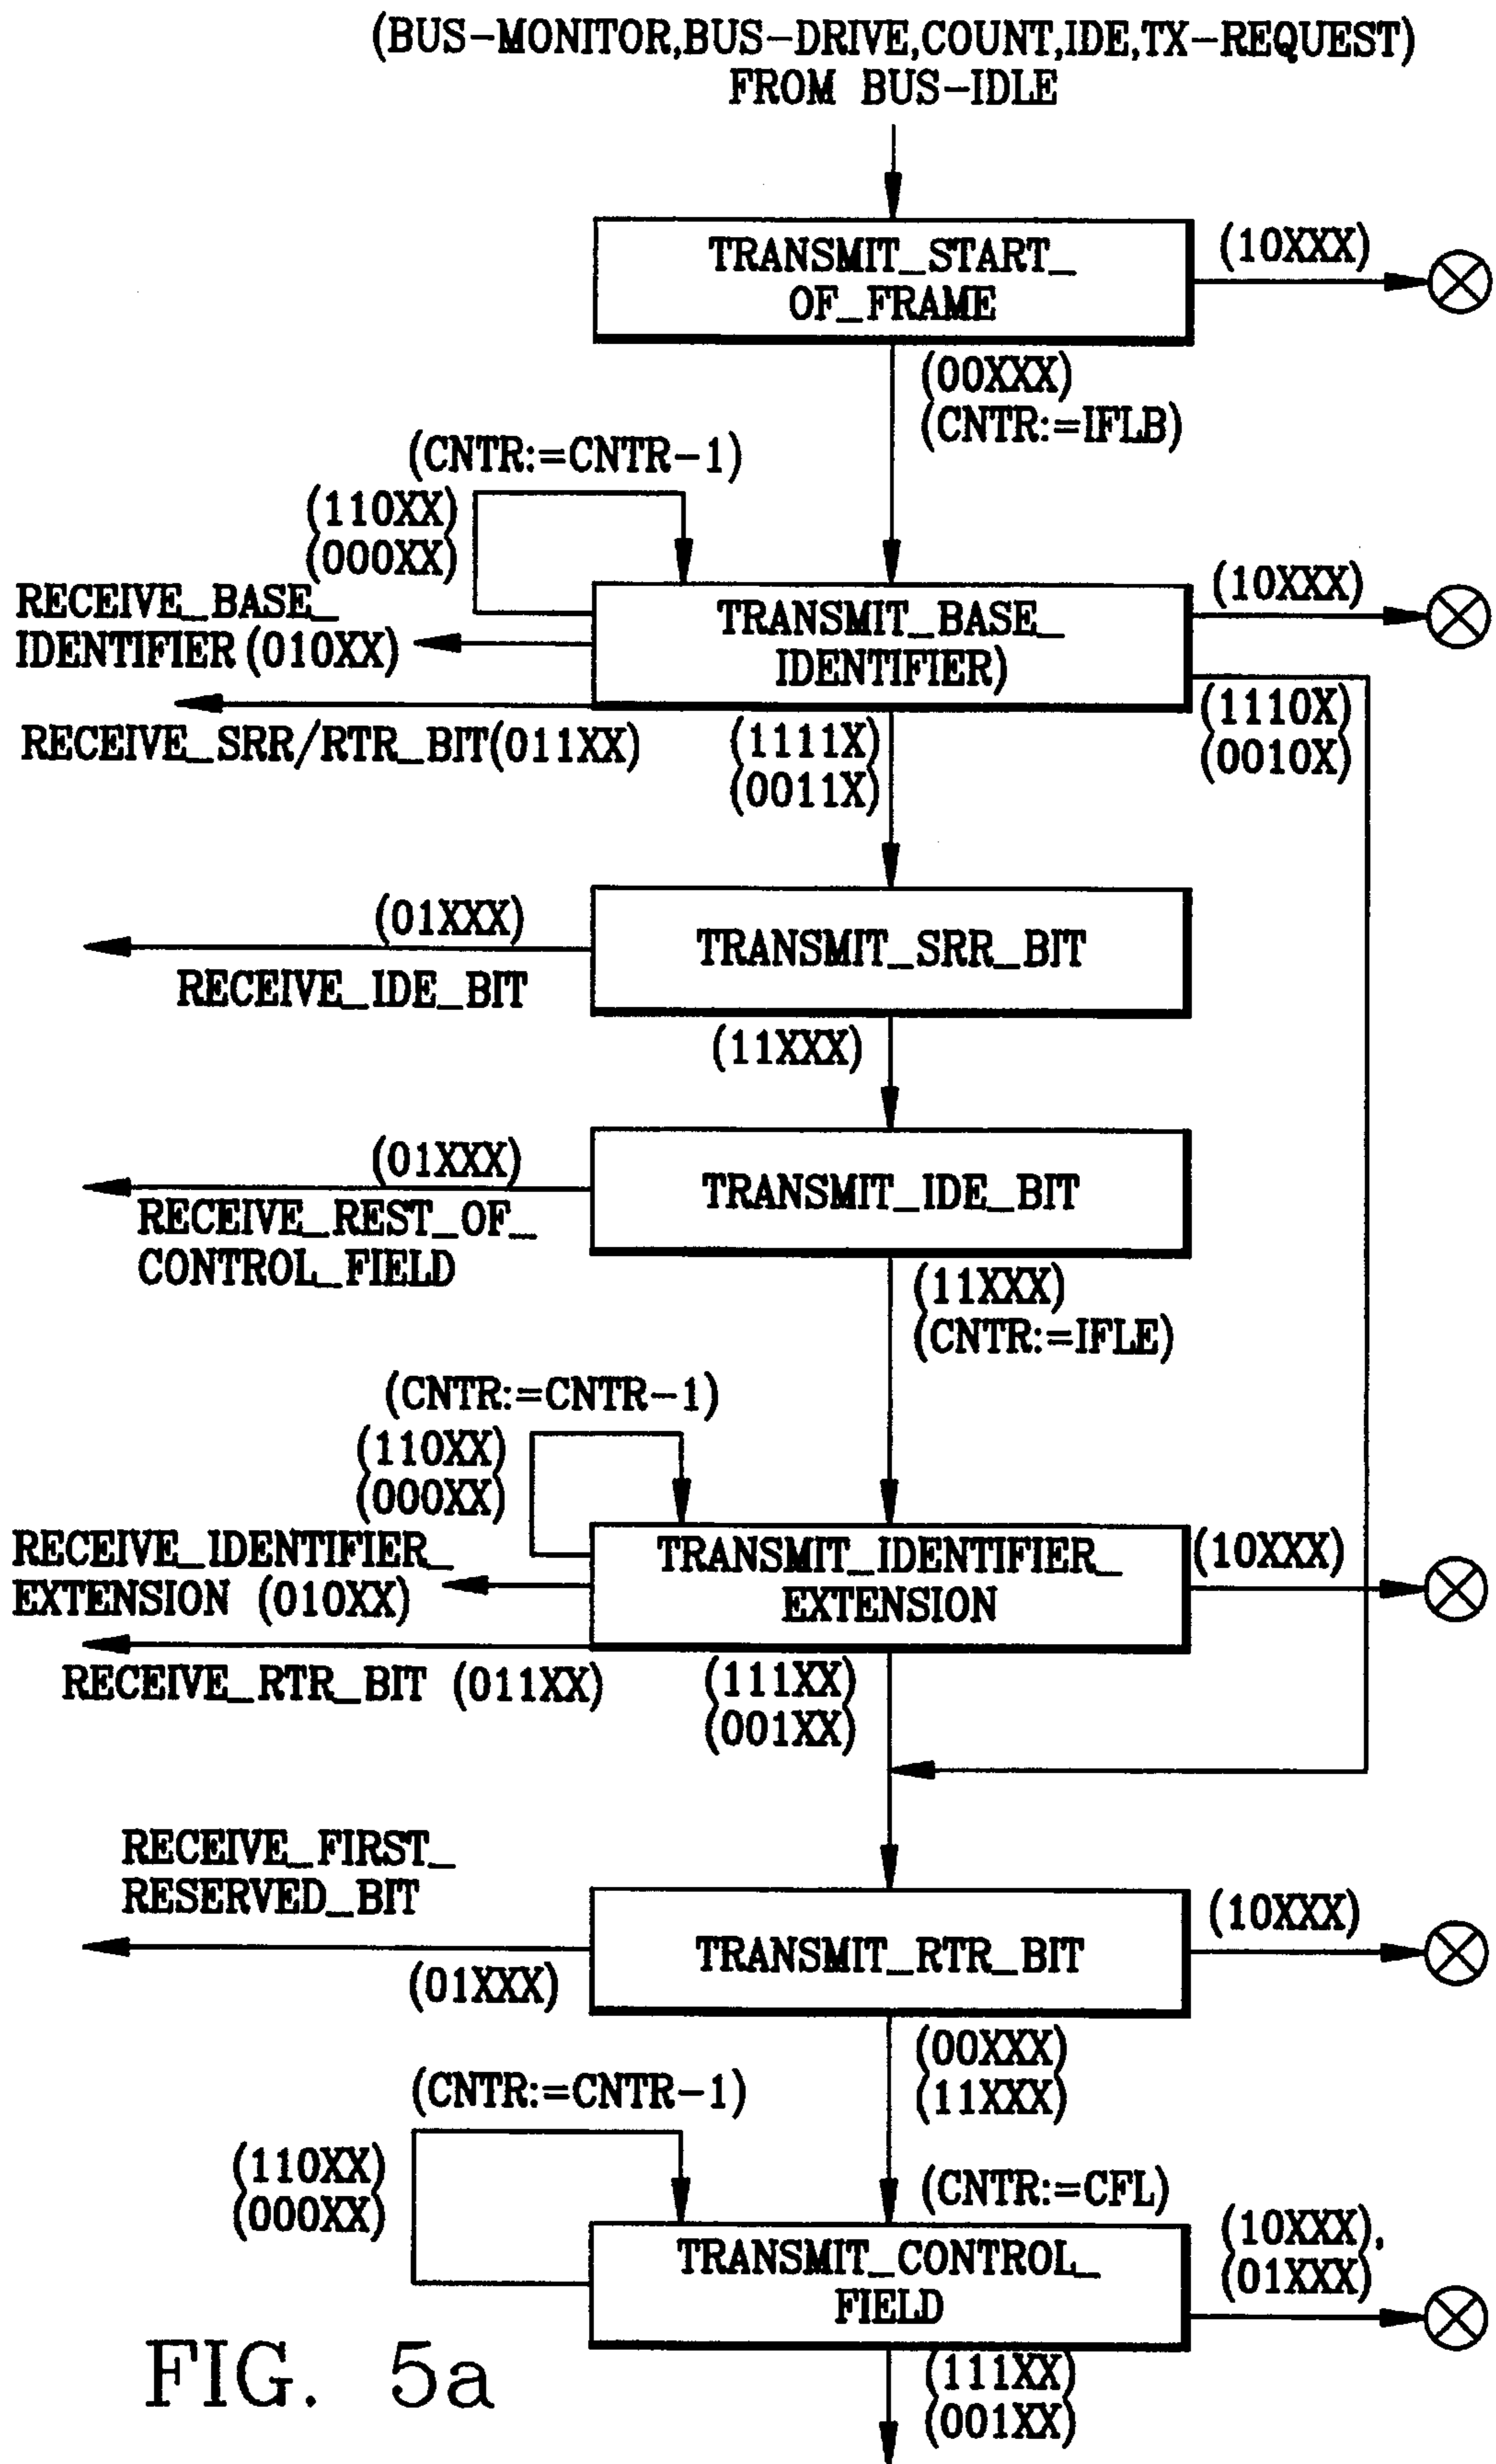 (BUS-MONITOR,BUS-DRIVE,COUNT,IDE,TX-REQUEST)
FROM BUS-IDLE
TRANSMIT_START_
OF_FRAME
(10XXX)
(00XXX)
(CNTR:=IFLB)
(CNTR:=CNTR-1)
(110XX)
(000XX)
RECEIVE_BASE_
IDENTIFIER (010XX)
TRANSMIT_BASE_
IDENTIFIER)
(10XXX)
RECEIVE_SRR/RTR_BIT(011XX)
(1111X)
(0011X)
(1110X)
(0010X)
(01XXX)
RECEIVE_IDE_BIT
TRANSMIT_SRR_BIT
(11XXX)
(01XXX)
RECEIVE_REST_OF_
CONTROL_FIELD
TRANSMIT_IDE_BIT
(11XXX)
(CNTR:=IFLE)
(CNTR:=CNTR-1)
(110XX)
(000XX)
RECEIVE_IDENTIFIER_
EXTENSION (010XX)
TRANSMIT_IDENTIFIER_
EXTENSION
(10XXX)
RECEIVE_RTR_BIT (011XX)
(111XX)
(001XX)
RECEIVE_FIRST_
RESERVED_BIT
(01XXX)
TRANSMIT_RTR_BIT
(10XXX)
(00XXX)
(11XXX)
(CNTR:=CNTR-1)
(110XX)
(000XX)
(CNTR:=CFL)
TRANSMIT_CONTROL_
FIELD
(10XXX),
(01XXX)
(111XX)
(001XX)
FIG. 5a